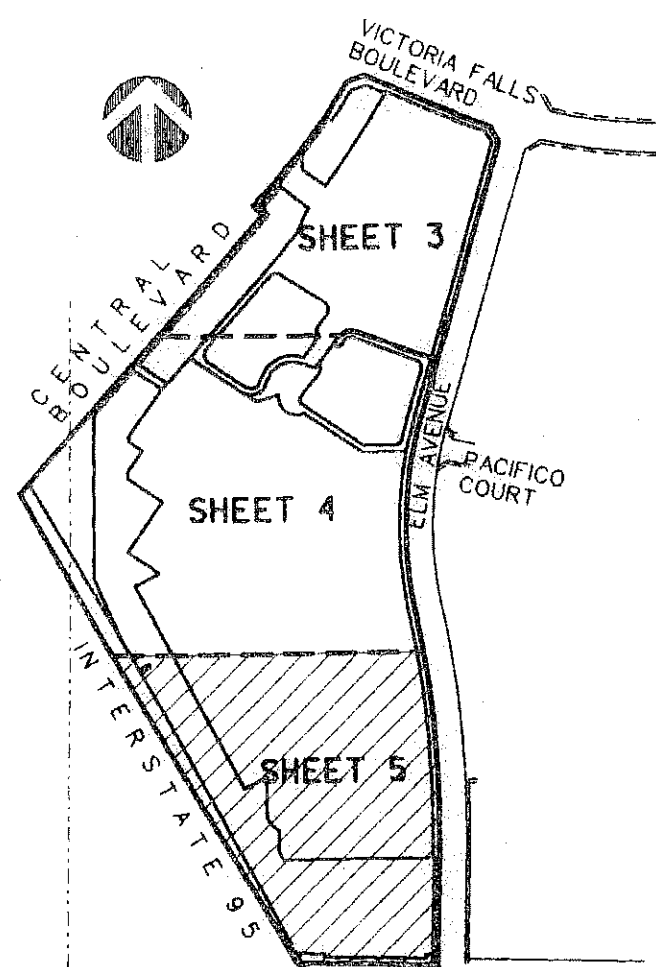 VICTORIA FALLS
BOULEVARD
SHEET 3
CENTRAL
BOULEVARD
ELM AVENUE
PACIFICO
COURT
SHEET 4
INTERSTATE 95
SHEET 5